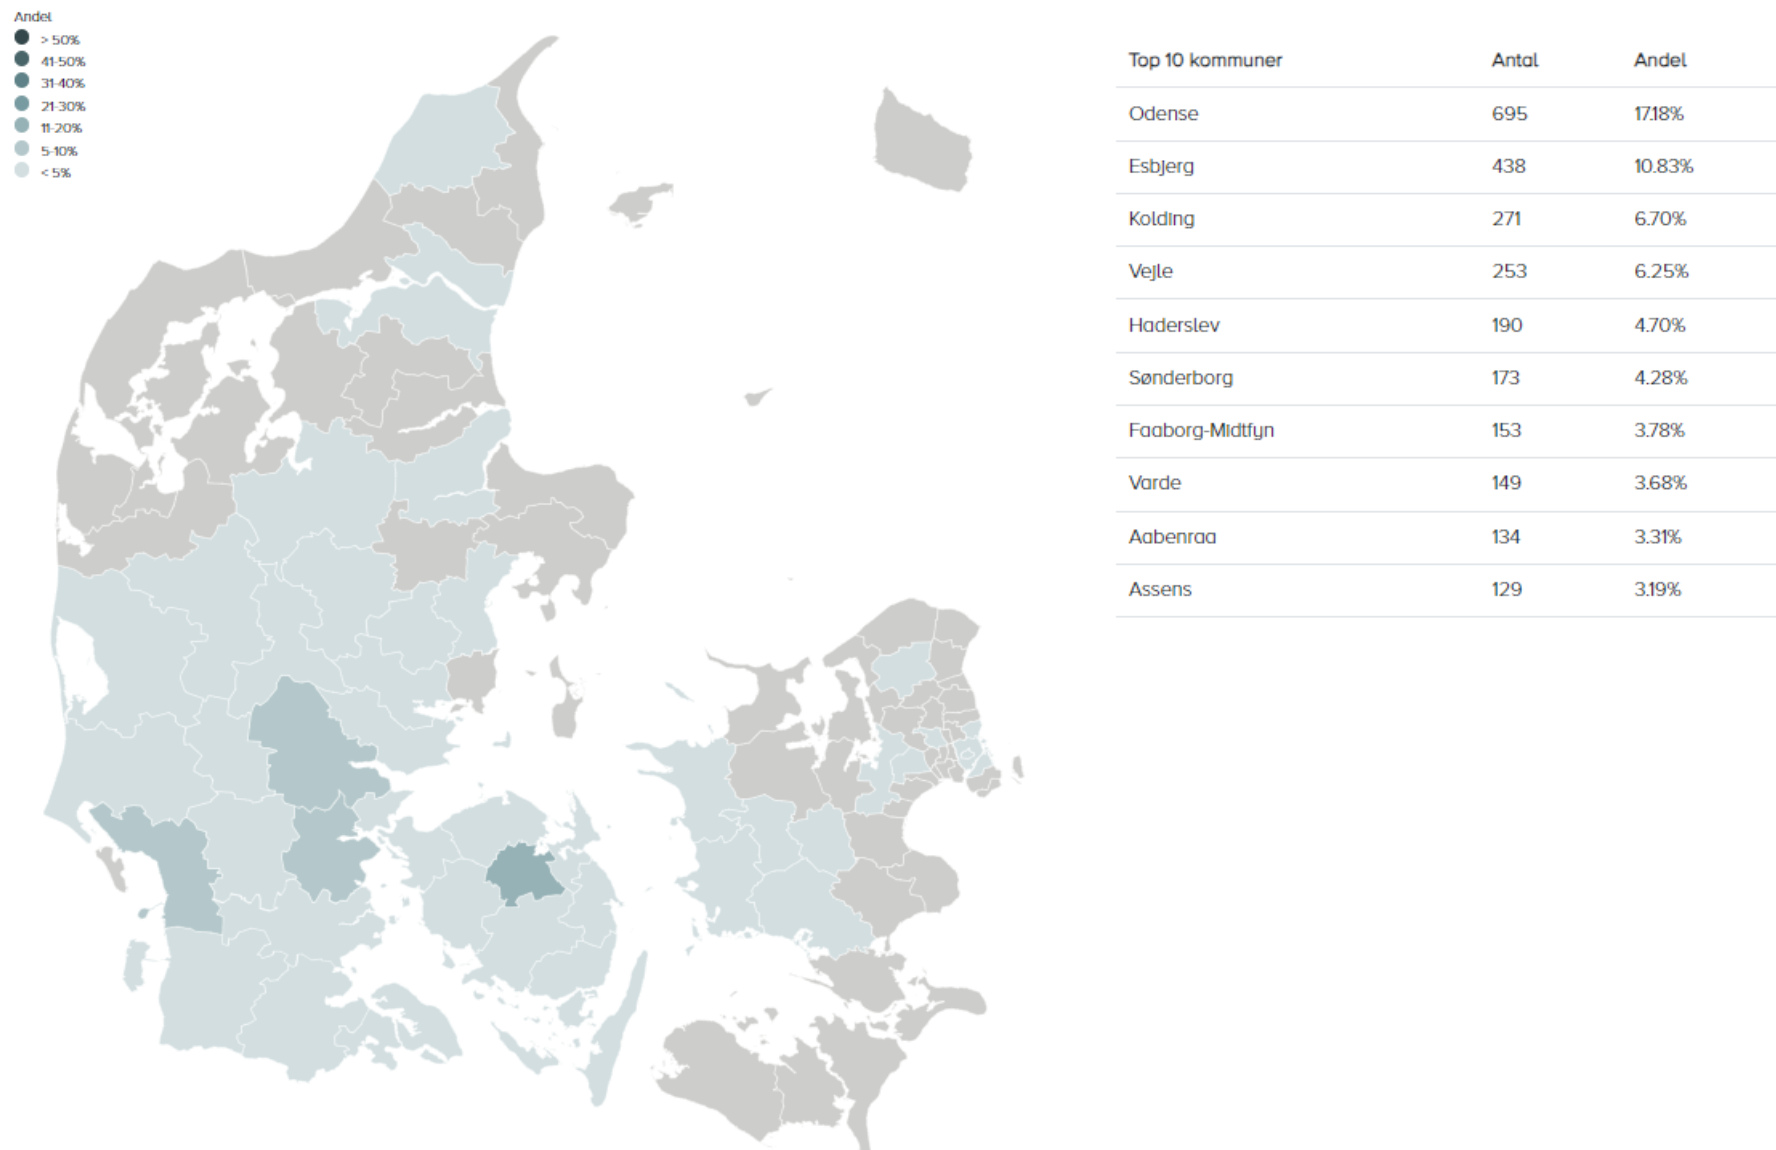 Andel
> 50%
41-50%
31-40%
21-30%
11-20%
5-10%
< 5%
Top 10 kommuner Antal Andel
Odense 695 17.18%
Esbjerg 438 10.83%
Kolding 271 6.70%
Vejle 253 6.25%
Haderslev 190 4.70%
Sønderborg 173 4.28%
Faaborg-Midtfyn 153 3.78%
Varde 149 3.68%
Aabenraa 134 3.31%
Assens 129 3.19%